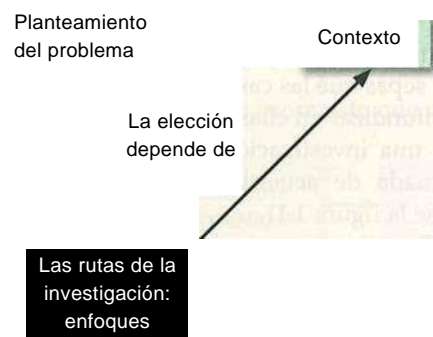 Planteamiento
del problema
Contexto
La elección
depende de
Las rutas de la
investigación:
enfoques